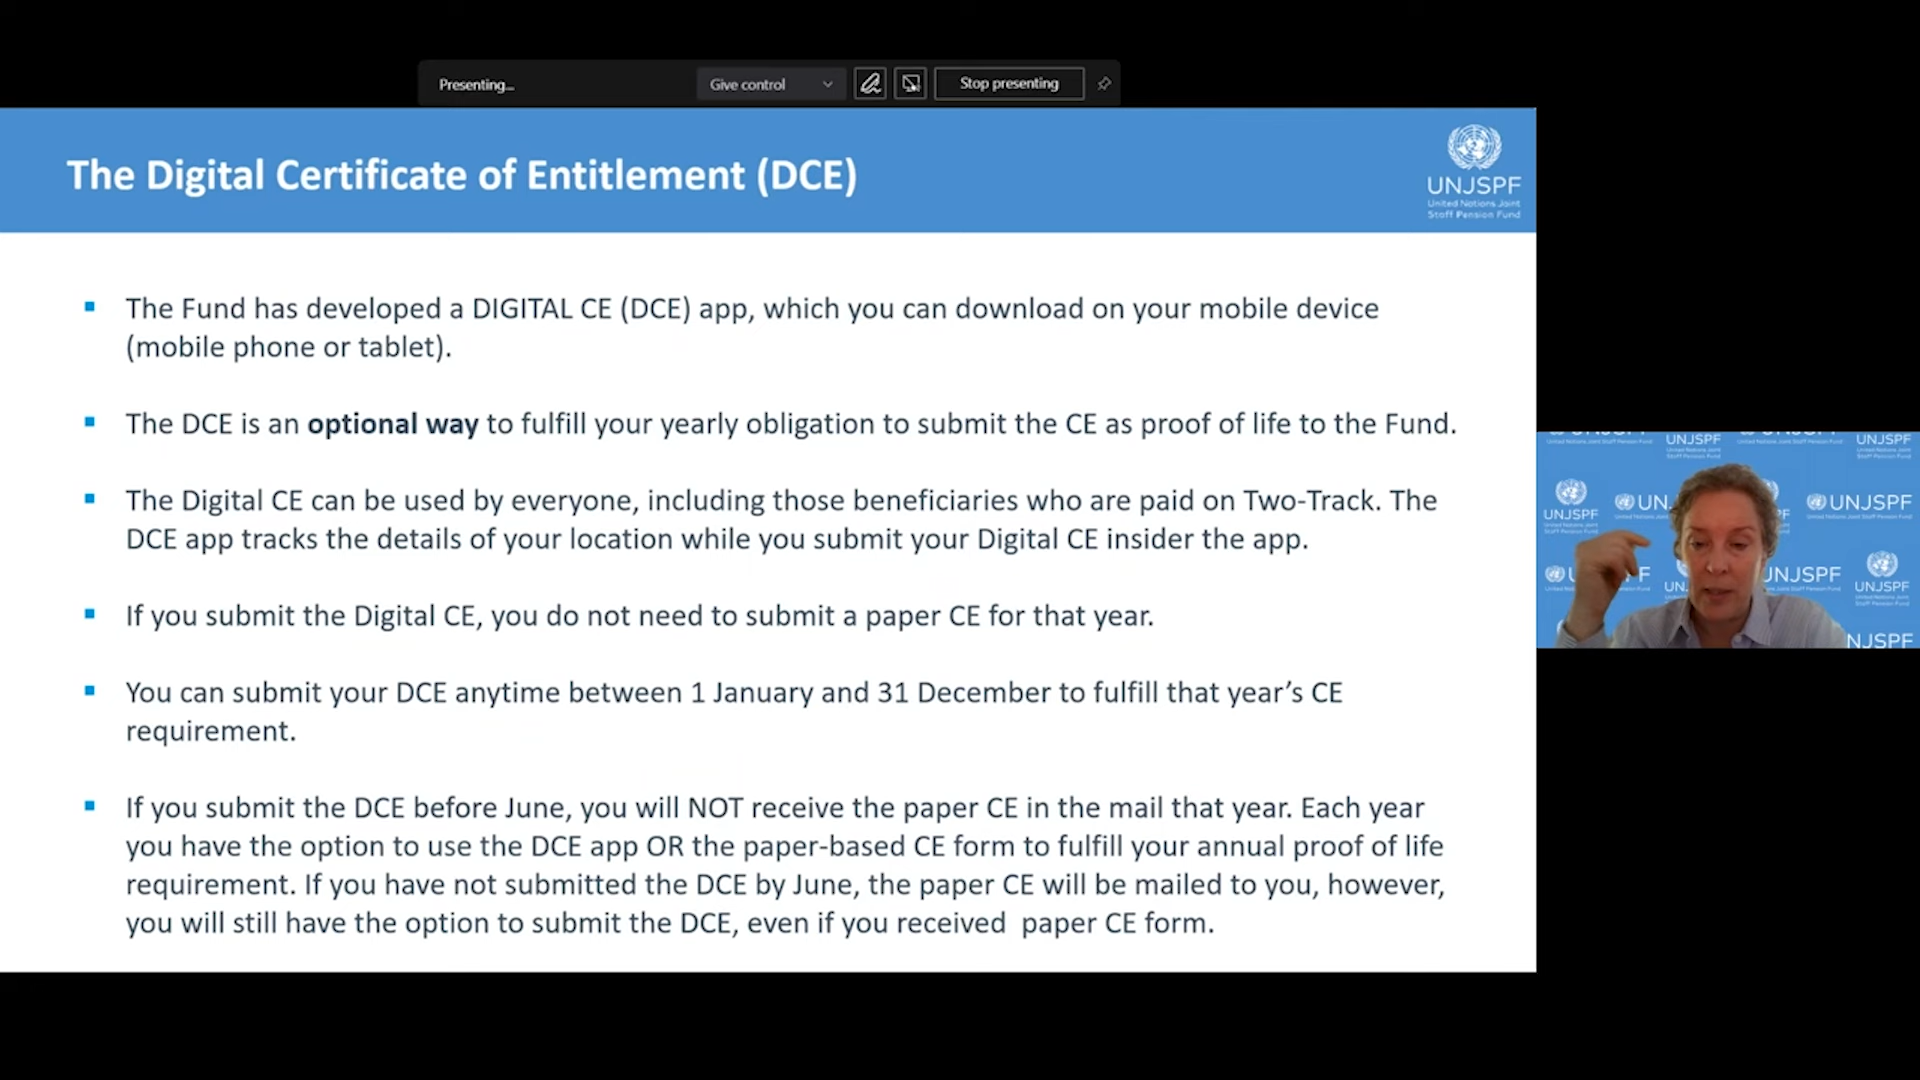 Presenting...
Give control
Stop presenting
The Digital Certificate of Entitlement (DCE)
UNJSPF
United Nations Joint
Staff Pension Fund
The Fund has developed a DIGITAL CE (DCE) app, which you can download on your mobile device
(mobile phone or tablet).
The DCE is an optional way to fulfill your yearly obligation to submit the CE as proof of life to the Fund.
The Digital CE can be used by everyone, including those beneficiaries who are paid on Two-Track. The
DCE app tracks the details of your location while you submit your Digital CE insider the app.
If you submit the Digital CE, you do not need to submit a paper CE for that year.
You can submit your DCE anytime between 1 January and 31 December to fulfill that year’s CE
requirement.
If you submit the DCE before June, you will NOT receive the paper CE in the mail that year. Each year
you have the option to use the DCE app OR the paper-based CE form to fulfill your annual proof of life
requirement. If you have not submitted the DCE by June, the paper CE will be mailed to you, however,
you will still have the option to submit the DCE, even if you received paper CE form.
UNJSPF
UNJSPF
UNJSPF
UN
UNJSPF
UNJSPF
UNJSPF
NJSPF